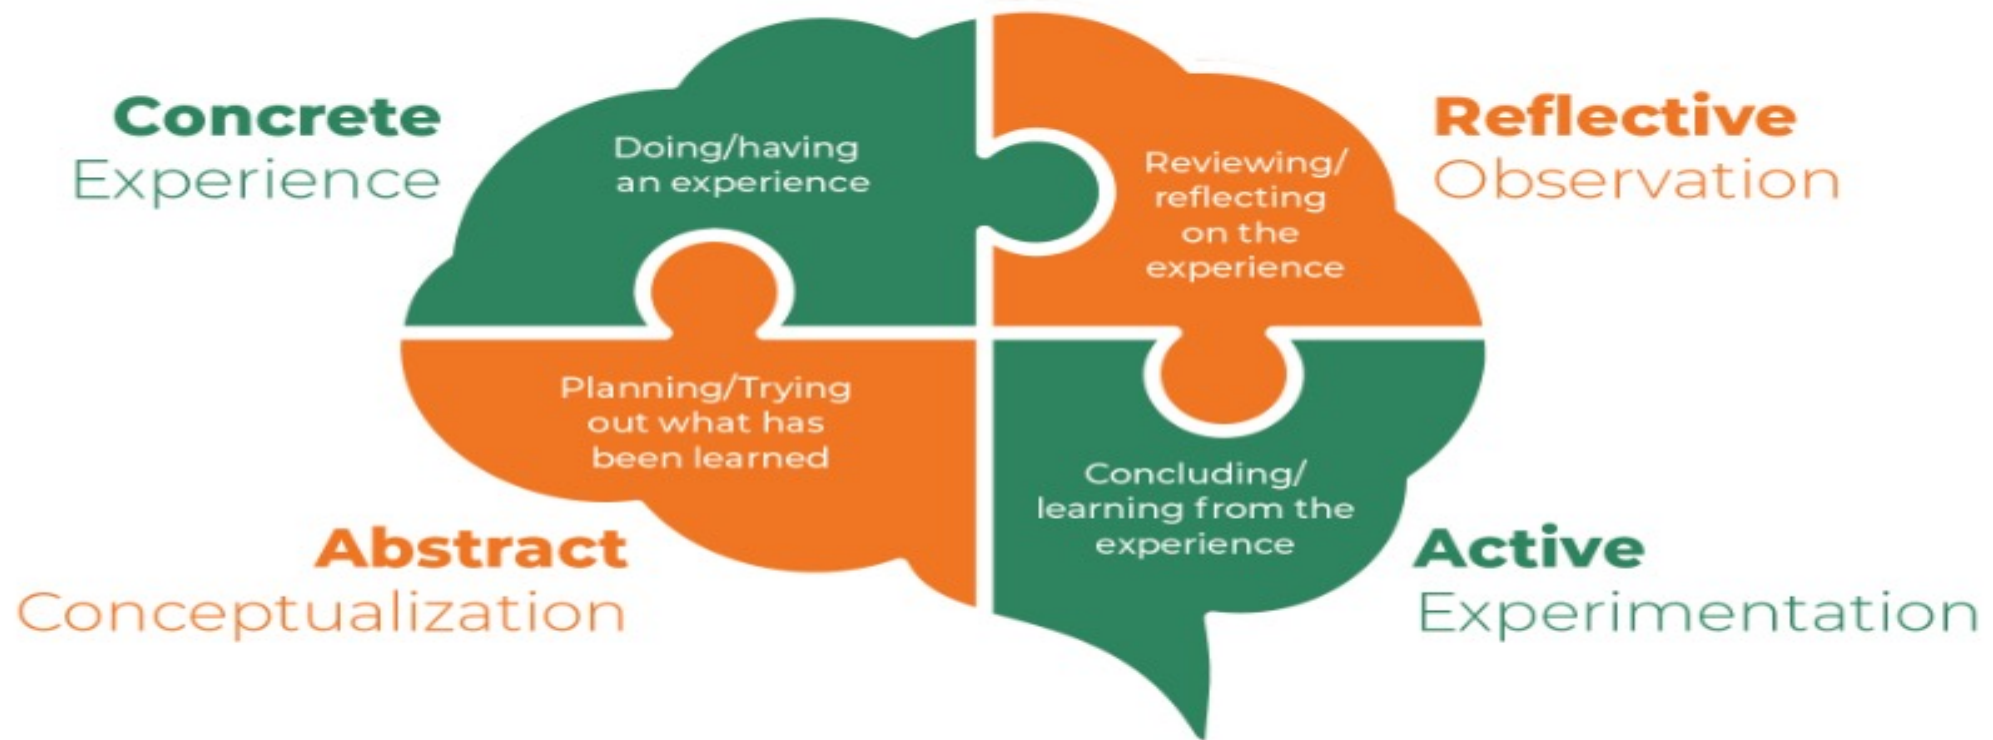 Concrete
Experience
Doing/having
an experience
Reviewing/
reflecting
on the
experience
Reflective
Observation
Abstract
Conceptualization
Planning/Trying
out what has
been learned
Concluding/
learning from the
experience
Active
Experimentation